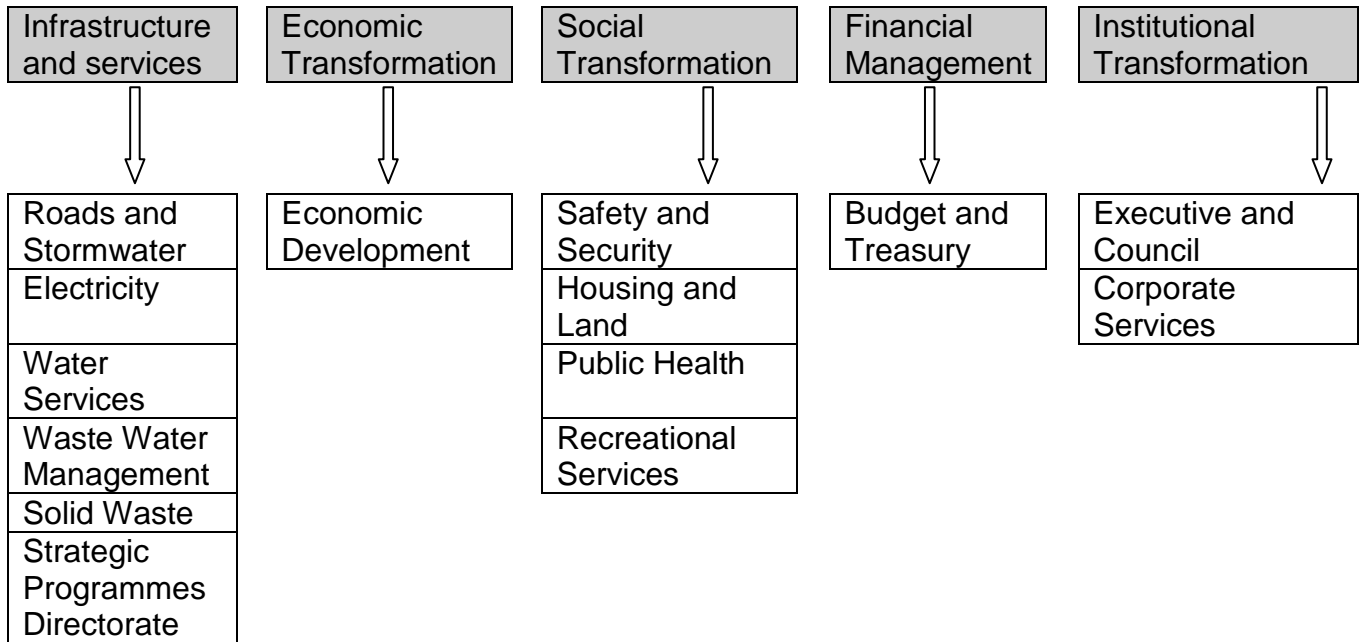 Infrastructure
and services
Economic
Transformation
Social
Transformation
Financial
Management
Institutional
Transformation
Roads and
Stormwater
Electricity
Water
Services
Waste Water
Management
Solid Waste
Strategic
Programmes
Directorate
Economic
Development
Safety and
Security
Housing and
Land
Public Health
Recreational
Services
Budget and
Treasury
Executive and
Council
Corporate
Services